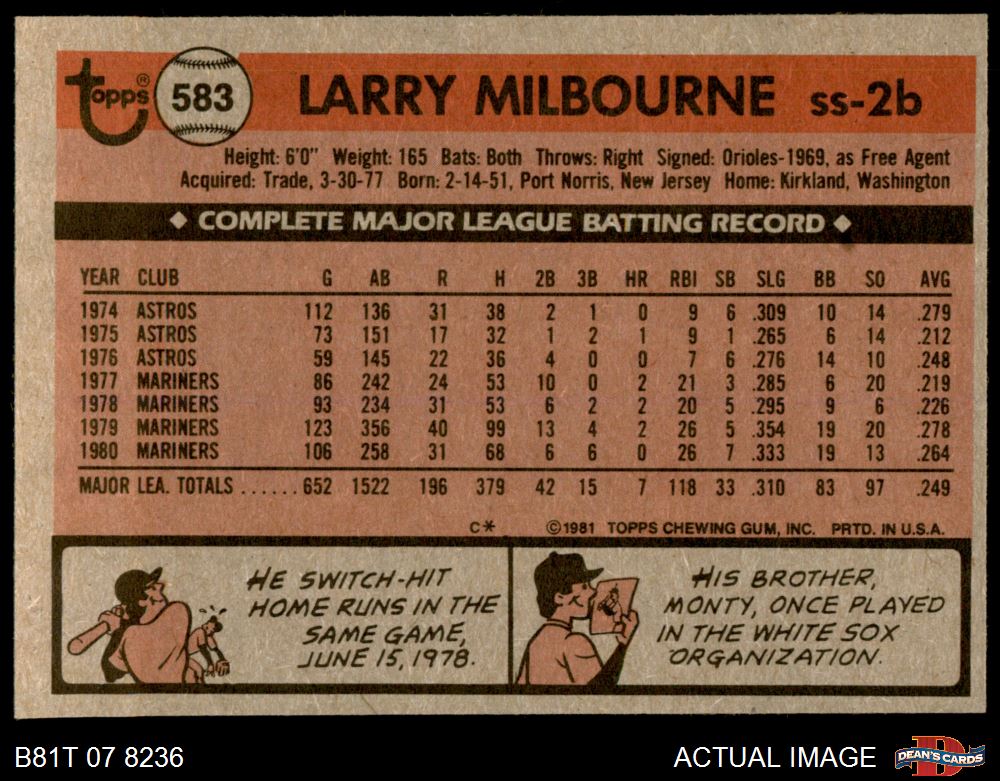 Topps® 583 LARRY MILBOURNE ss-2b
Height: 6'0" Weight: 165 Bats: Both Throws: Right Signed: Orioles-1969, as Free Agent
Acquired: Trade, 3-30-77 Born: 2-14-51, Port Norris, New Jersey Home: Kirkland, Washington
◆ COMPLETE MAJOR LEAGUE BATTING RECORD ◆
YEAR CLUB G AB R H 2B 3B HR RBI SB SLG BB SO AVG
1974 ASTROS 112 136 31 38 2 1 0 9 6 .309 10 14 .279
1975 ASTROS 73 151 17 32 1 2 1 9 1 .265 6 14 .212
1976 ASTROS 59 145 22 36 4 0 0 7 6 .276 14 10 .248
1977 MARINERS 86 242 24 53 10 0 2 21 3 .285 6 20 .219
1978 MARINERS 93 234 31 53 6 2 2 20 5 .295 9 6 .226
1979 MARINERS 123 356 40 99 13 4 2 26 5 .354 19 20 .278
1980 MARINERS 106 258 31 68 6 6 0 26 7 .333 19 13 .264
MAJOR LEA. TOTALS ...... 652 1522 196 379 42 15 7 118 33 .310 83 97 .249
C* ©1981 TOPPS CHEWING GUM, INC. PRTD. IN U.S.A.
HE SWITCH-HIT
HOME RUNS IN THE
SAME GAME,
JUNE 15, 1978.
HIS BROTHER,
MONTY, ONCE PLAYED
IN THE WHITE SOX
ORGANIZATION.
B81T 07 8236 ACTUAL IMAGE DEAN'S CARDS